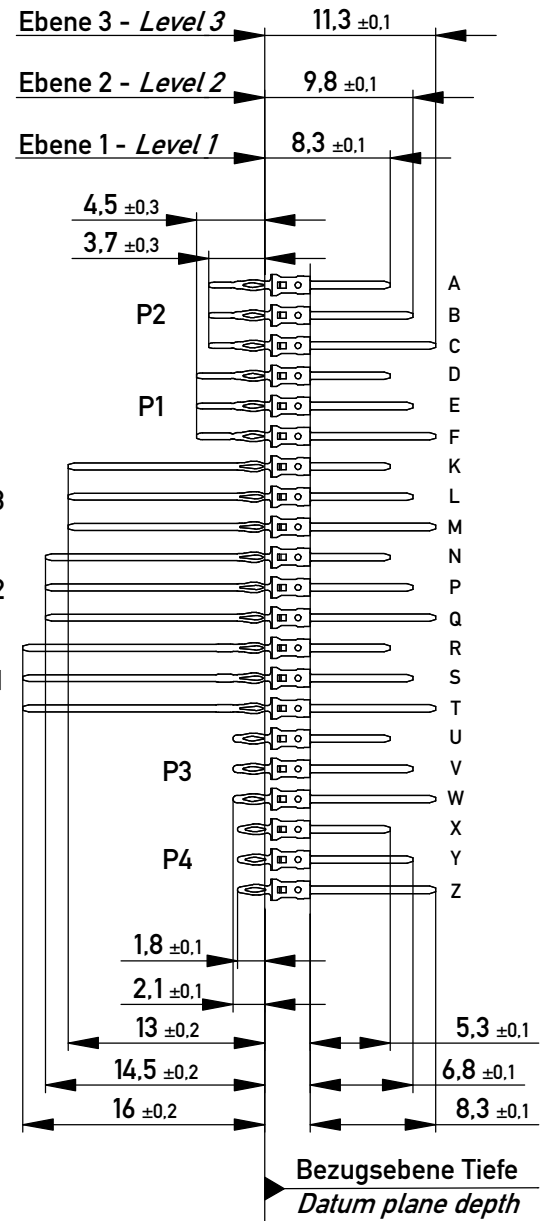 Ebene 3 - Level 3 11,3 ±0,1
Ebene 2 - Level 2 9,8 ±0,1
Ebene 1 - Level 1 8,3 ±0,1
4,5 ±0,3
3,7 ±0,3
A
P2 B
C
D
P1 E
F
K
3 L
M
N
2 P
Q
R
S
T
U
P3 V
W
X
P4 Y
Z
1,8 ±0,1
2,1 ±0,1
13 ±0,2 5,3 ±0,1
14,5 ±0,2 6,8 ±0,1
16 ±0,2 8,3 ±0,1
Bezugsebene Tiefe
Datum plane depth